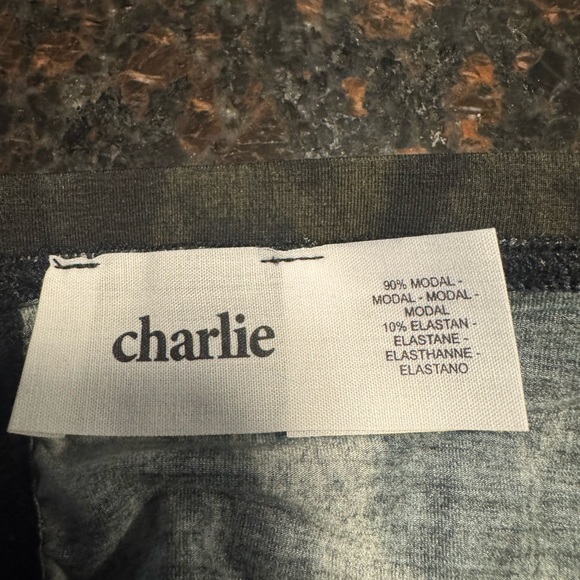 charlie
90% MODAL -
MODAL - MODAL -
MODAL
10% ELASTAN -
ELASTANE -
ELASTHANNE -
ELASTANO